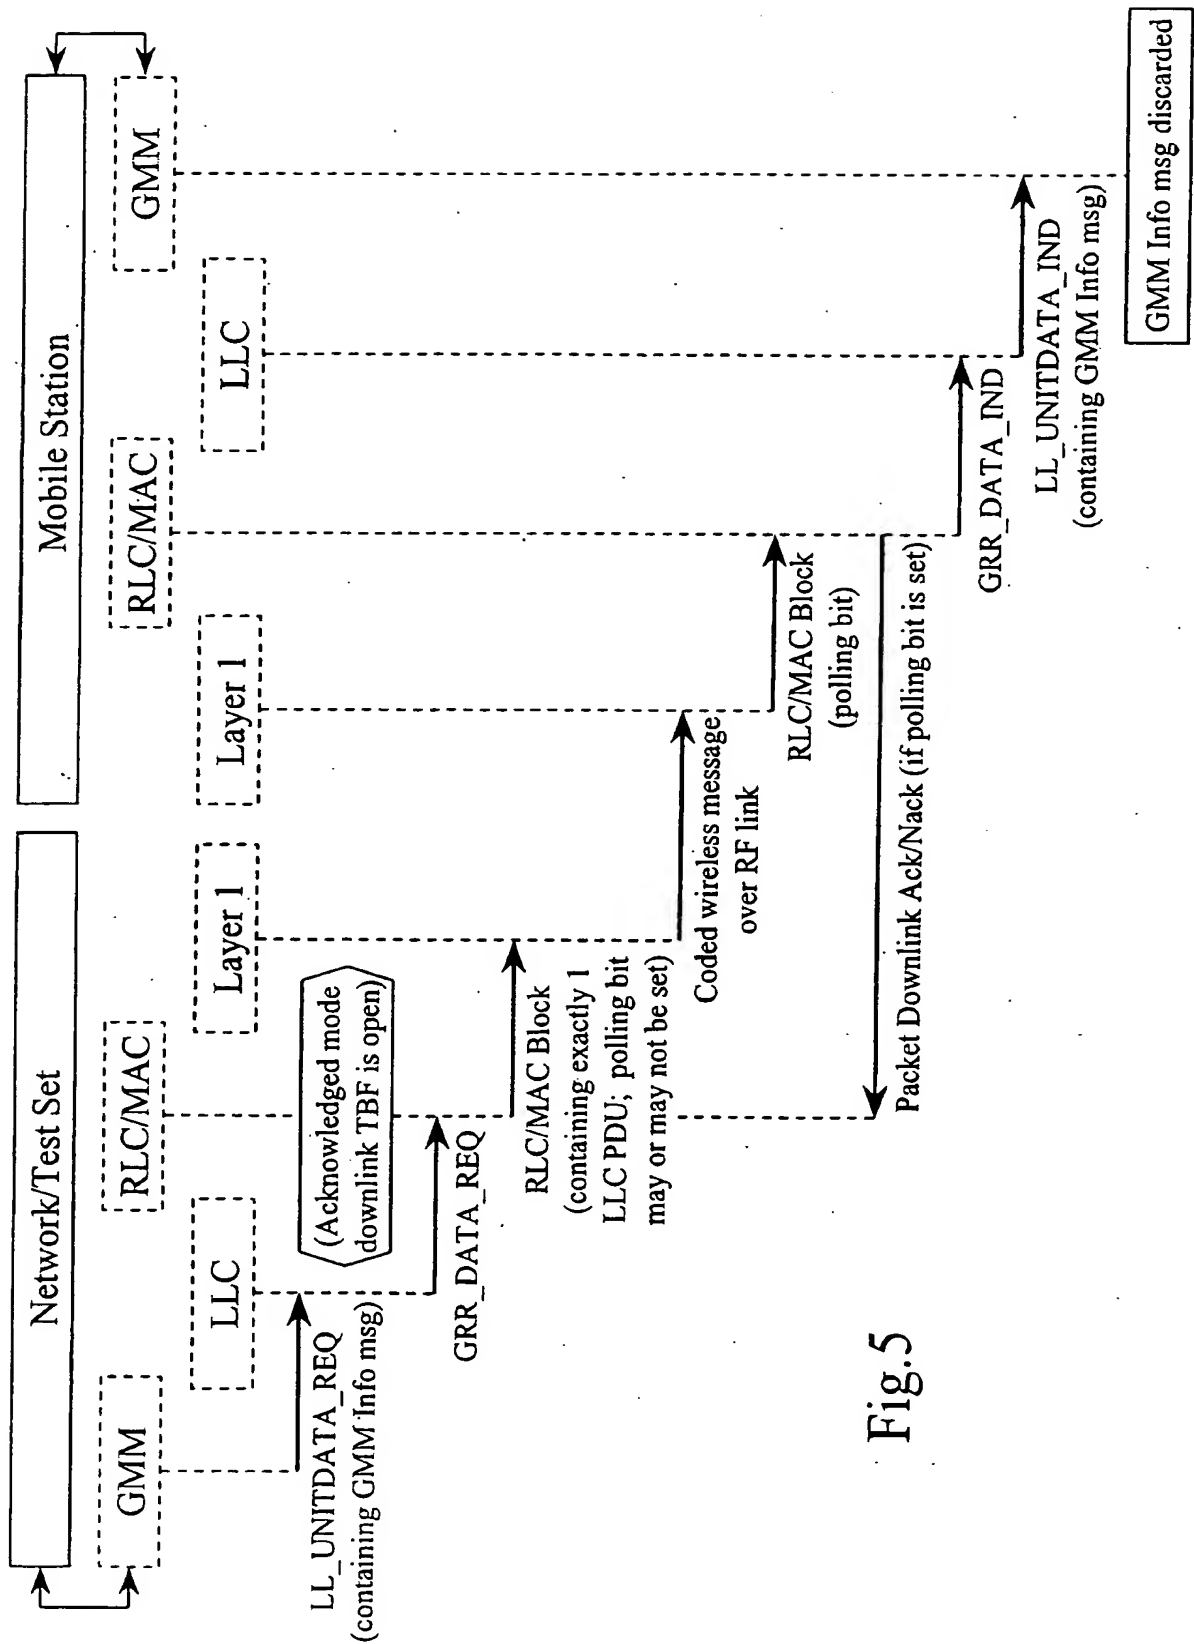 Network/Test Set
Mobile Station
GMM
LLC
RLC/MAC
Layer 1
Layer 1
RLC/MAC
LLC
GMM
LL_UNITDATA_REQ
(containing GMM Info msg)
(Acknowledged mode
downlink TBF is open)
GRR_DATA_REQ
RLC/MAC Block
(containing exactly 1
LLC PDU; polling bit
may or may not be set)
Coded wireless message
over RF link
RLC/MAC Block
(polling bit)
Packet Downlink Ack/Nack (if polling bit is set)
GRR_DATA_IND
LL_UNITDATA_IND
(containing GMM Info msg)
GMM Info msg discarded
Fig.5